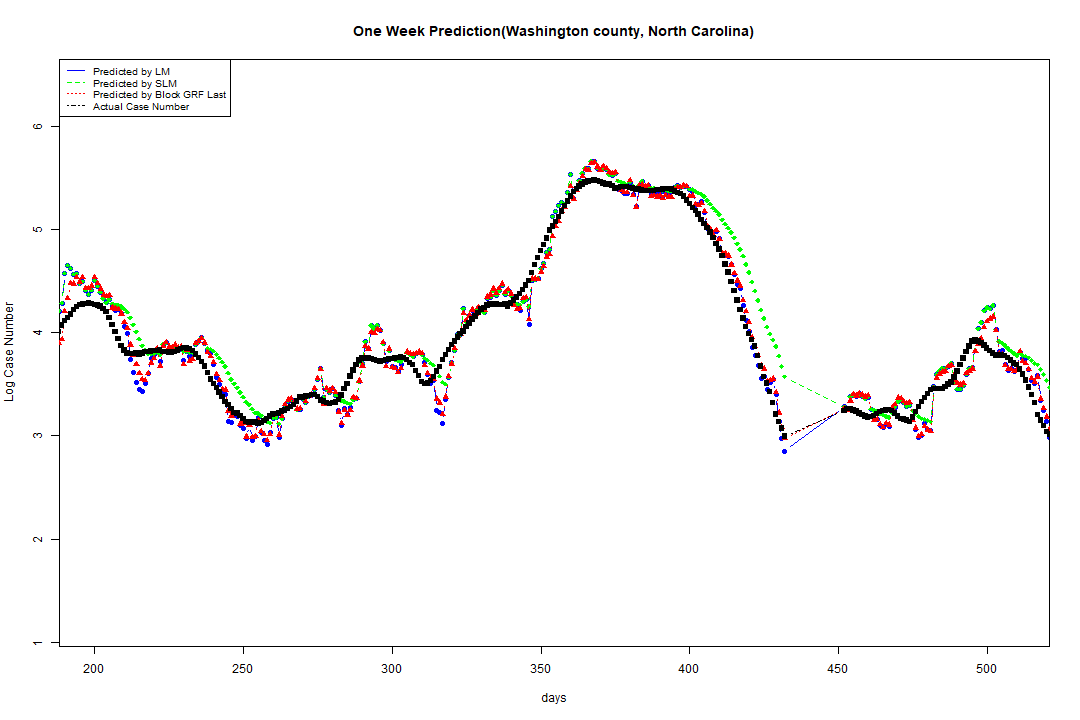 One Week Prediction(Washington county, North Carolina)
Predicted by LM
Predicted by SLM
Predicted by Block GRF Last
Actual Case Number
Log Case Number
6
5
4
3
2
1
200 250 300 350 400 450 500
days